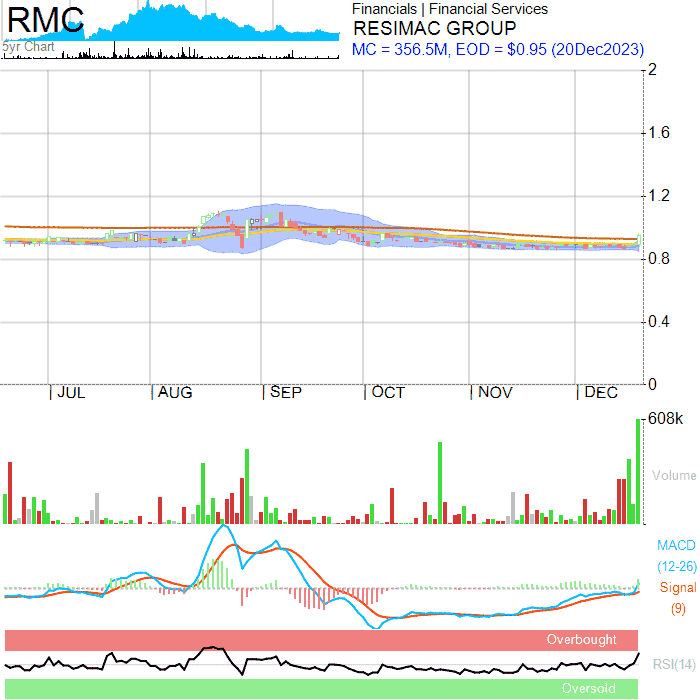 RMC
5yr Chart
Financials | Financial Services
RESIMAC GROUP
MC = 356.5M, EOD = $0.95 (20Dec2023)
2
1.6
1.2
0.8
0.4
0
| JUL | AUG | SEP | OCT | NOV | DEC
608k
Volume
MACD
(12-26)
Signal
(9)
Overbought
RSI(14)
Oversold